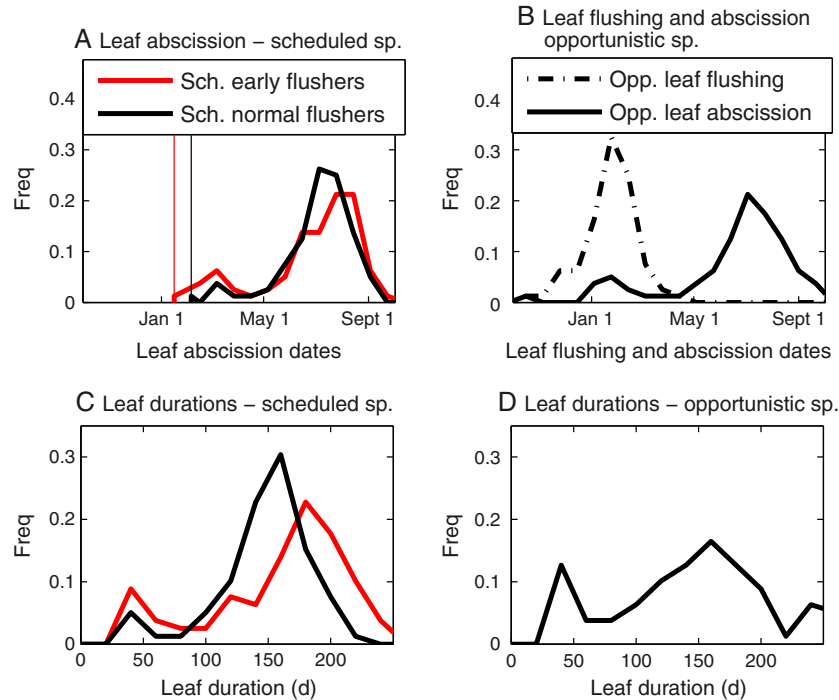 A Leaf abscission – scheduled sp.
Sch. early flushers
Sch. normal flushers
0.4
0.3
0.2
0.1
0
Freq
Jan 1 May 1 Sept 1
Leaf abscission dates
B Leaf flushing and abscission
opportunistic sp.
Opp. leaf flushing
Opp. leaf abscission
0.4
0.3
0.2
0.1
0
Freq
Jan 1 May 1 Sept 1
Leaf flushing and abscission dates
C Leaf durations – scheduled sp.
0.3
0.2
0.1
0
Freq
0 50 100 150 200
Leaf duration (d)
D Leaf durations – opportunistic sp.
0.3
0.2
0.1
0
Freq
0 50 100 150 200
Leaf duration (d)